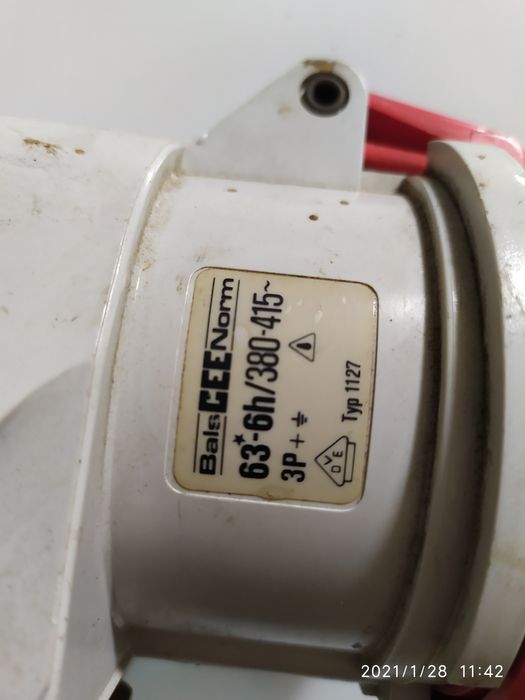 Bals CEE Norm
63*-6h/380-415~
3P + ⏚
Typ 1127
VDE
2021/1/28 11:42